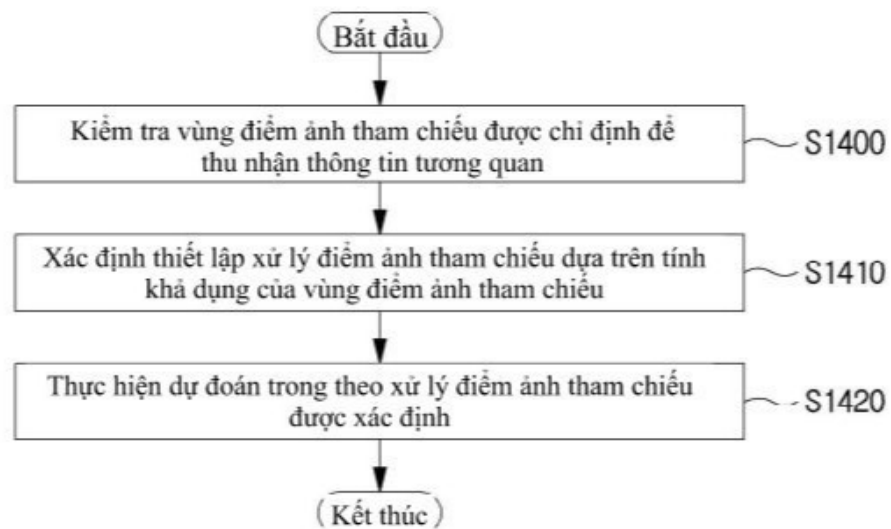 Bắt đầu
Kiểm tra vùng điểm ảnh tham chiếu được chỉ định để
thu nhận thông tin tương quan
S1400
Xác định thiết lập xử lý điểm ảnh tham chiếu dựa trên tính
khả dụng của vùng điểm ảnh tham chiếu
S1410
Thực hiện dự đoán trong theo xử lý điểm ảnh tham chiếu
được xác định
S1420
Kết thúc